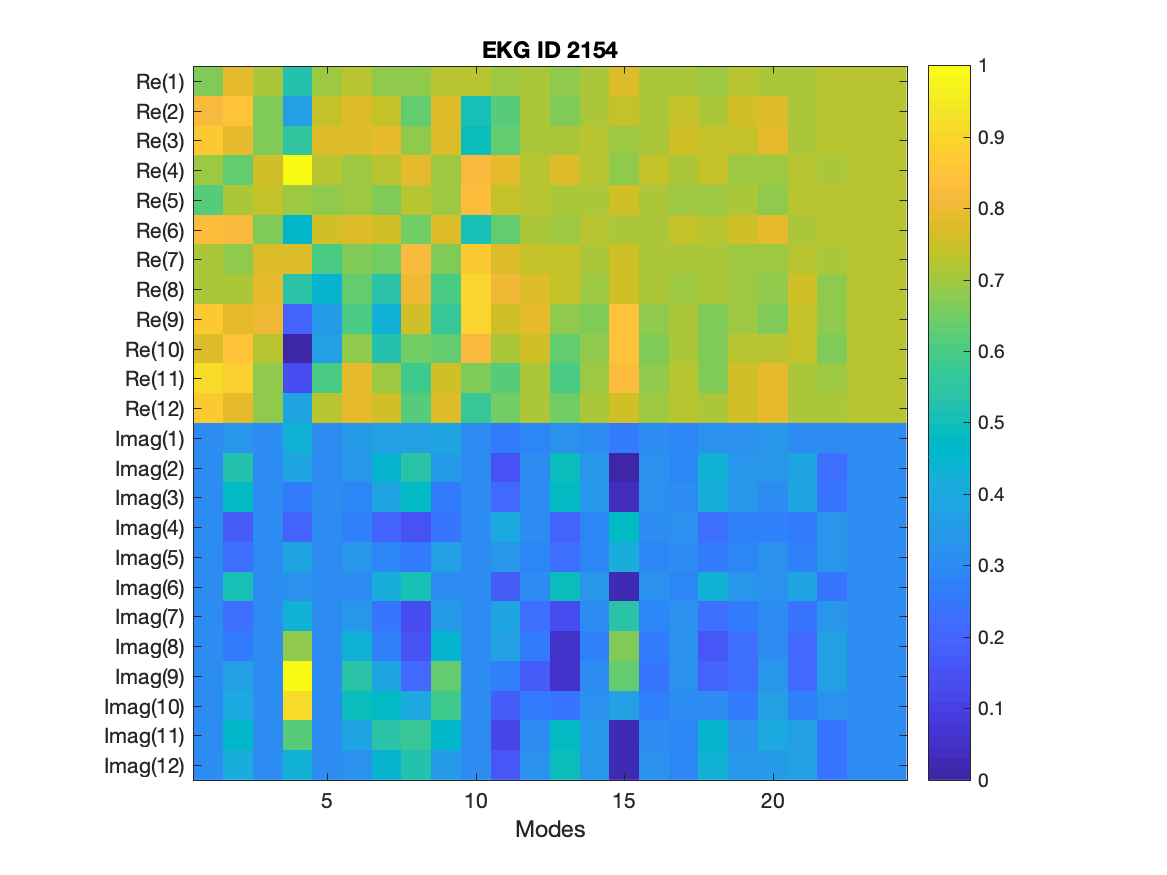 EKG ID 2154
Re(1)
Re(2)
Re(3)
Re(4)
Re(5)
Re(6)
Re(7)
Re(8)
Re(9)
Re(10)
Re(11)
Re(12)
Imag(1)
Imag(2)
Imag(3)
Imag(4)
Imag(5)
Imag(6)
Imag(7)
Imag(8)
Imag(9)
Imag(10)
Imag(11)
Imag(12)
5 10 15 20
Modes
1
0.9
0.8
0.7
0.6
0.5
0.4
0.3
0.2
0.1
0